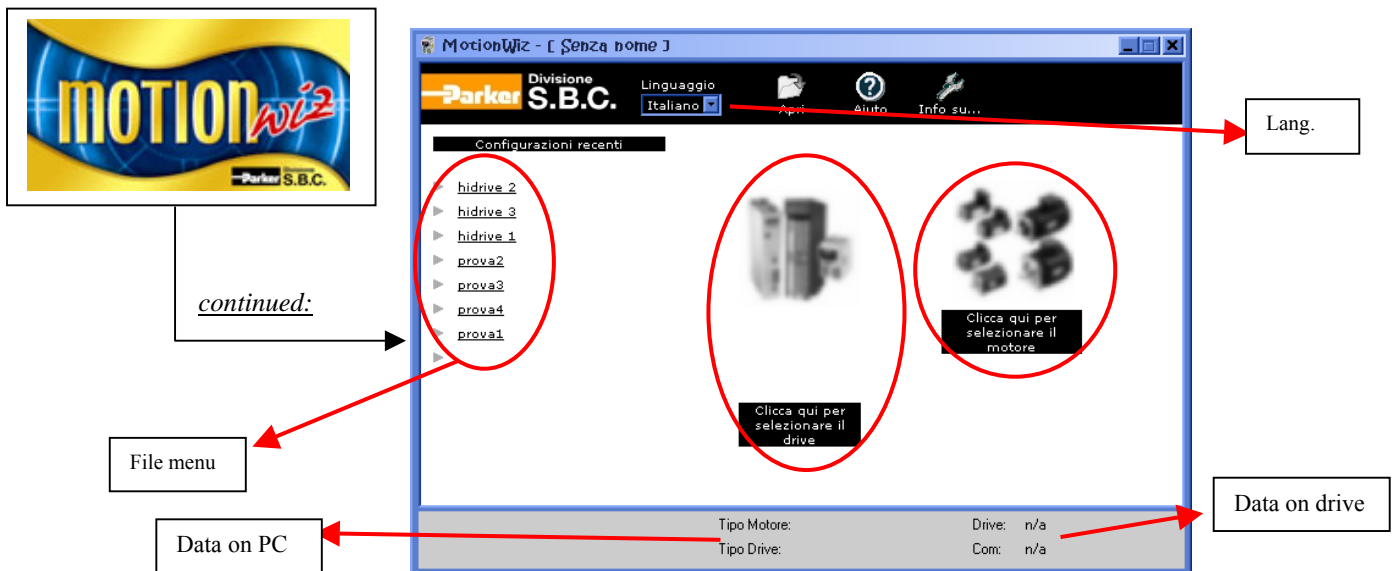 MOTION wiz
Parker Divisione S.B.C.
continued:
File menu
Data on PC
Lang.
Data on drive
MotionWiz - [ Senza nome ]
Parker Divisione S.B.C.
Linguaggio
Italiano
Apri
Aiuto
Info su...
Configurazioni recenti
hidrive 2
hidrive 3
hidrive 1
prova2
prova3
prova4
prova1
Clicca qui per
selezionare il
drive
Clicca qui per
selezionare il
motore
Tipo Motore:
Tipo Drive:
Drive: n/a
Com: n/a